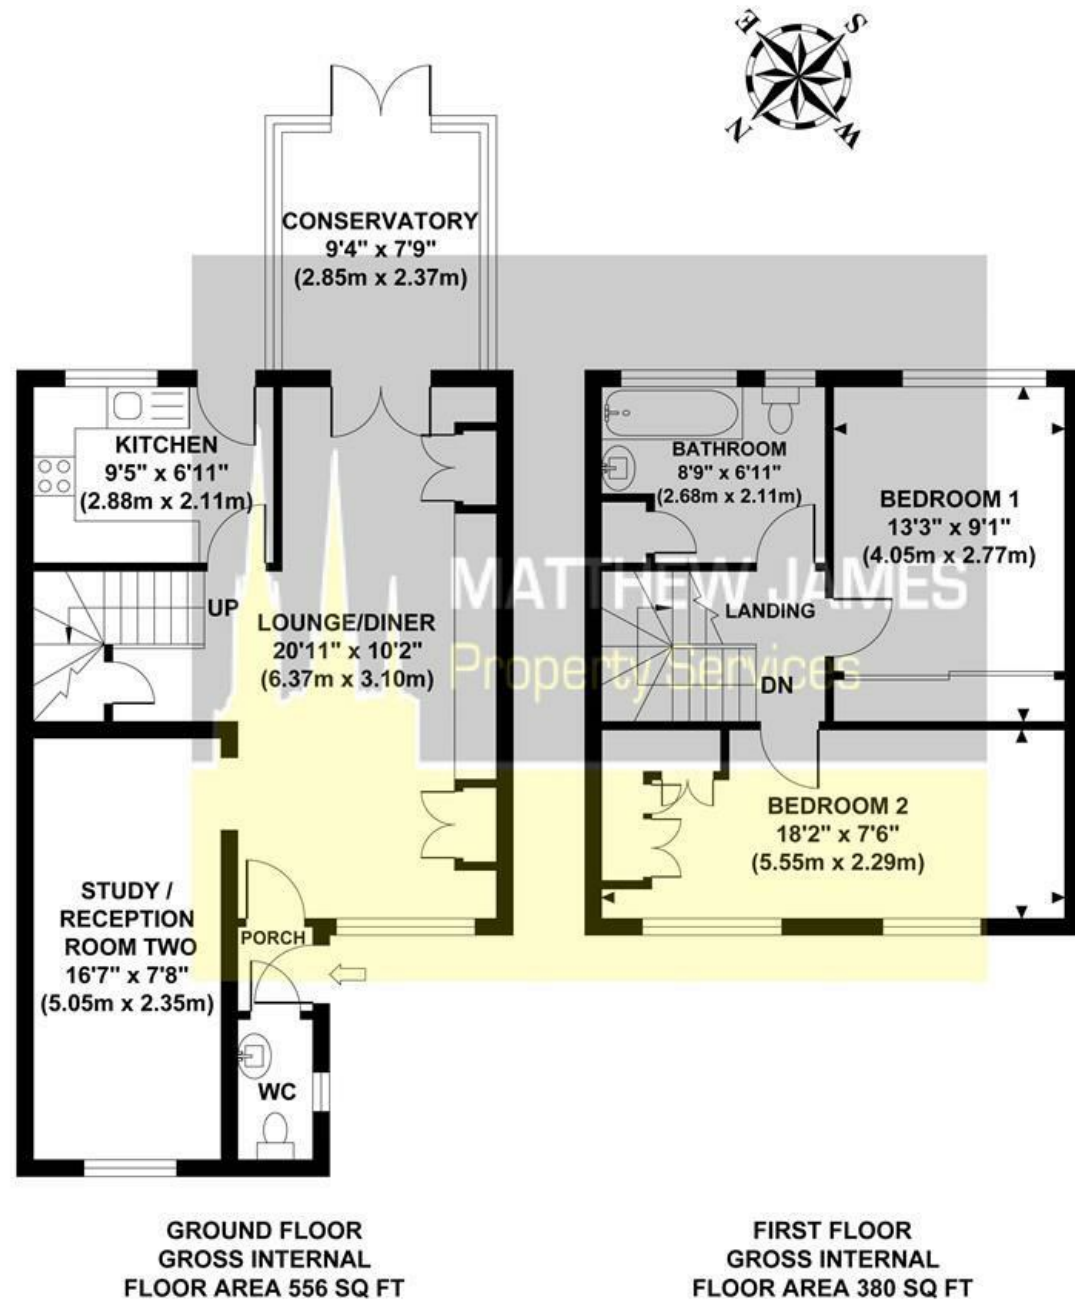 E
S
N
W
CONSERVATORY
9'4" x 7'9"
(2.85m x 2.37m)
KITCHEN
9'5" x 6'11"
(2.88m x 2.11m)
BATHROOM
8'9" x 6'11"
(2.68m x 2.11m)
BEDROOM 1
13'3" x 9'1"
(4.05m x 2.77m)
MATTHEW JAMES
Property Services
UP
LOUNGE/DINER
20'11" x 10'2"
(6.37m x 3.10m)
LANDING
DN
BEDROOM 2
18'2" x 7'6"
(5.55m x 2.29m)
STUDY /
RECEPTION
ROOM TWO
16'7" x 7'8"
(5.05m x 2.35m)
PORCH
WC
GROUND FLOOR
GROSS INTERNAL
FLOOR AREA 556 SQ FT
FIRST FLOOR
GROSS INTERNAL
FLOOR AREA 380 SQ FT